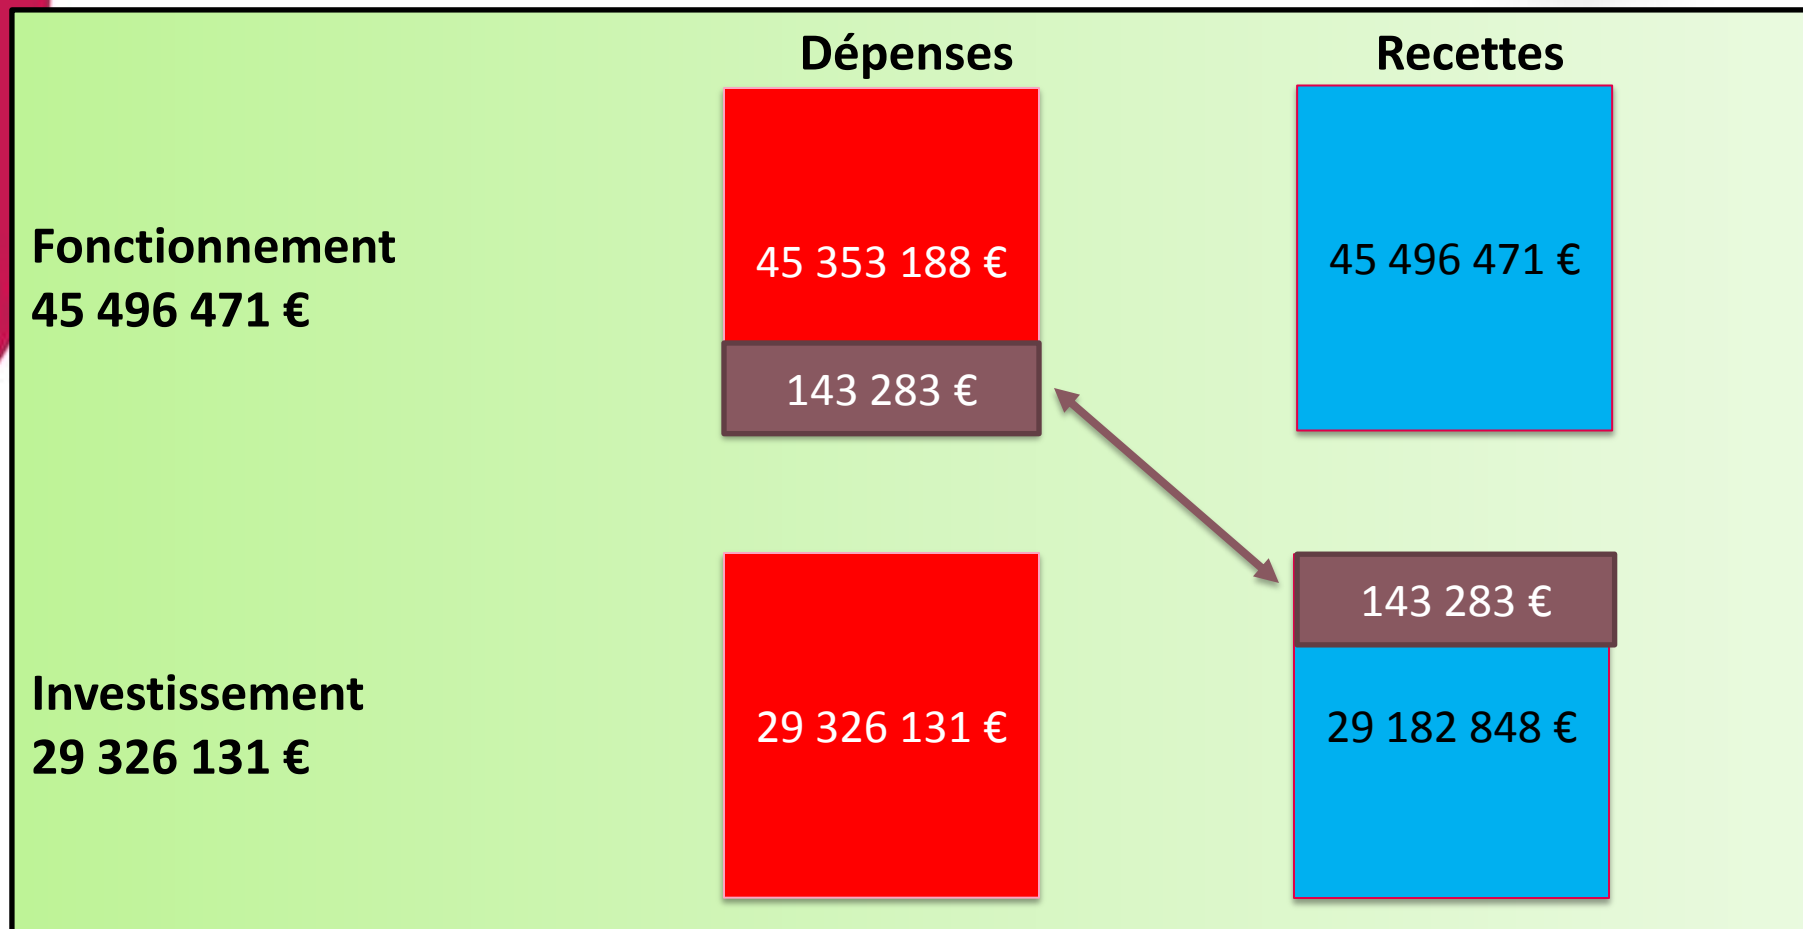 Dépenses
Recettes
Fonctionnement
45 496 471 €
45 353 188 €
45 496 471 €
143 283 €
143 283 €
Investissement
29 326 131 €
29 326 131 €
29 182 848 €